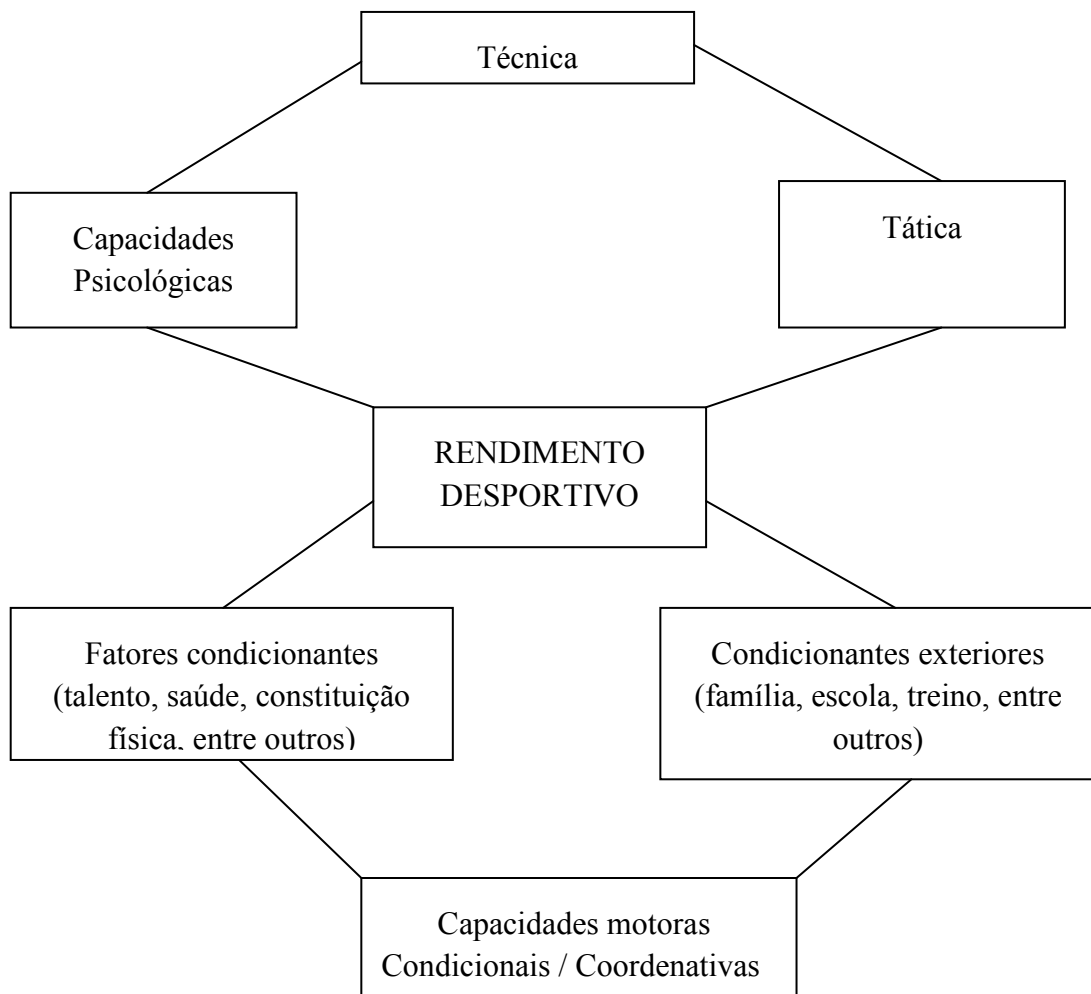 Técnica
Capacidades
Psicológicas
Tática
RENDIMENTO
DESPORTIVO
Fatores condicionantes
(talento, saúde, constituição
física, entre outros)
Condicionantes exteriores
(família, escola, treino, entre
outros)
Capacidades motoras
Condicionais / Coordenativas